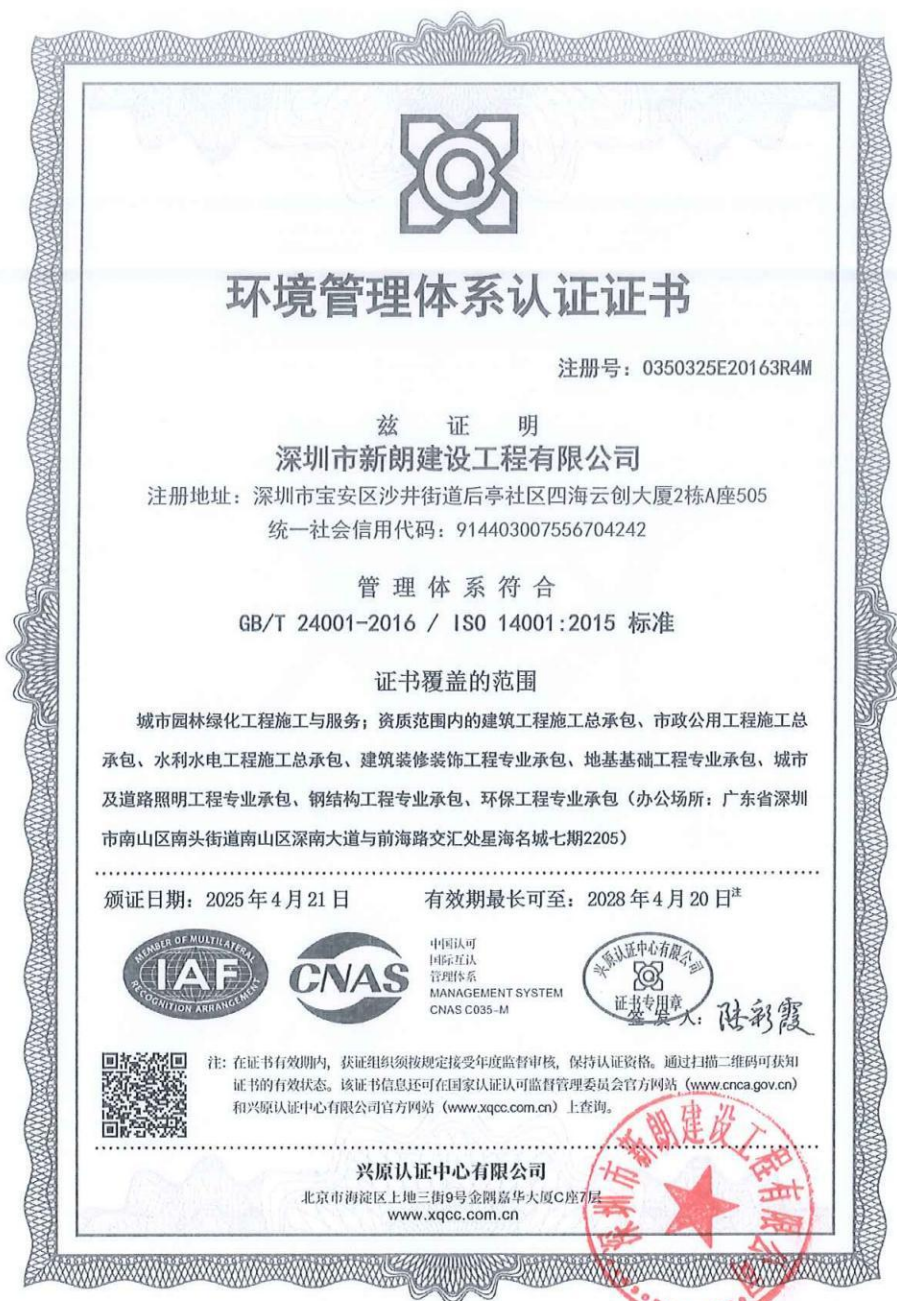 环境管理体系认证证书
注册号：0350325E20163R4M
兹 证 明
深圳市新朗建设工程有限公司
注册地址：深圳市宝安区沙井街道后亭社区四海云创大厦2栋A座505
统一社会信用代码：914403007556704242
管 理 体 系 符 合
GB/T 24001-2016 / ISO 14001:2015 标准
证书覆盖的范围
城市园林绿化工程施工与服务；资质范围内的建筑工程施工总承包、市政公用工程施工总
承包、水利水电工程施工总承包、建筑装修装饰工程专业承包、地基基础工程专业承包、城市
及道路照明工程专业承包、钢结构工程专业承包、环保工程专业承包（办公场所：广东省深圳
市南山区南头街道南山区深南大道与前海路交汇处星海名城七期2205）
颁证日期：2025年4月21日
有效期最长可至：2028年4月20日注
MEMBER OF MULTILATERAL
IAF
RECOGNITION ARRANGEMENT
CNAS
中国认可
国际互认
管理体系
MANAGEMENT SYSTEM
CNAS C035-M
兴原认证中心有限公司
证书专用章
签 发 人：陆彩霞
注：在证书有效期内，获证组织须按规定接受年度监督审核，保持认证资格。通过扫描二维码可获知
证书的有效状态。该证书信息还可在国家认证认可监督管理委员会官方网站（www.cnca.gov.cn）
和兴原认证中心有限公司官方网站（www.xqcc.com.cn）上查询。
兴原认证中心有限公司
北京市海淀区上地三街9号金隅嘉华大厦C座7层
www.xqcc.com.cn
深圳市新朗建设工程有限公司